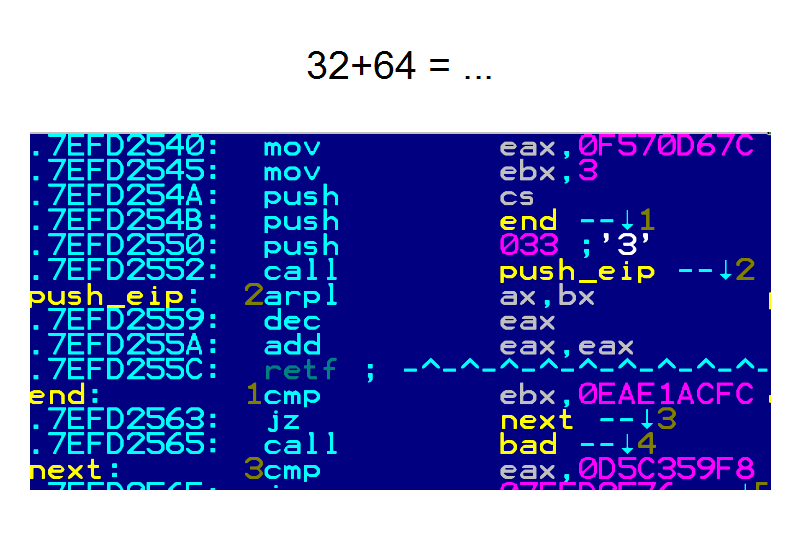 32+64 = ...
.7EFD2540: mov eax,0F570D67C
.7EFD2545: mov ebx,3
.7EFD254A: push cs
.7EFD254B: push end --↓1
.7EFD2550: push 033 ;'3'
.7EFD2552: call push_eip --↓2
push_eip: 2arpl ax,bx
.7EFD2559: dec eax
.7EFD255A: add eax,eax
.7EFD255C: retf ; -^-^-^-^-^-^-^-^-^-
end: 1cmp ebx,0EAE1ACFC
.7EFD2563: jz next --↓3
.7EFD2565: call bad --↓4
next: 3cmp eax,0D5C359F8